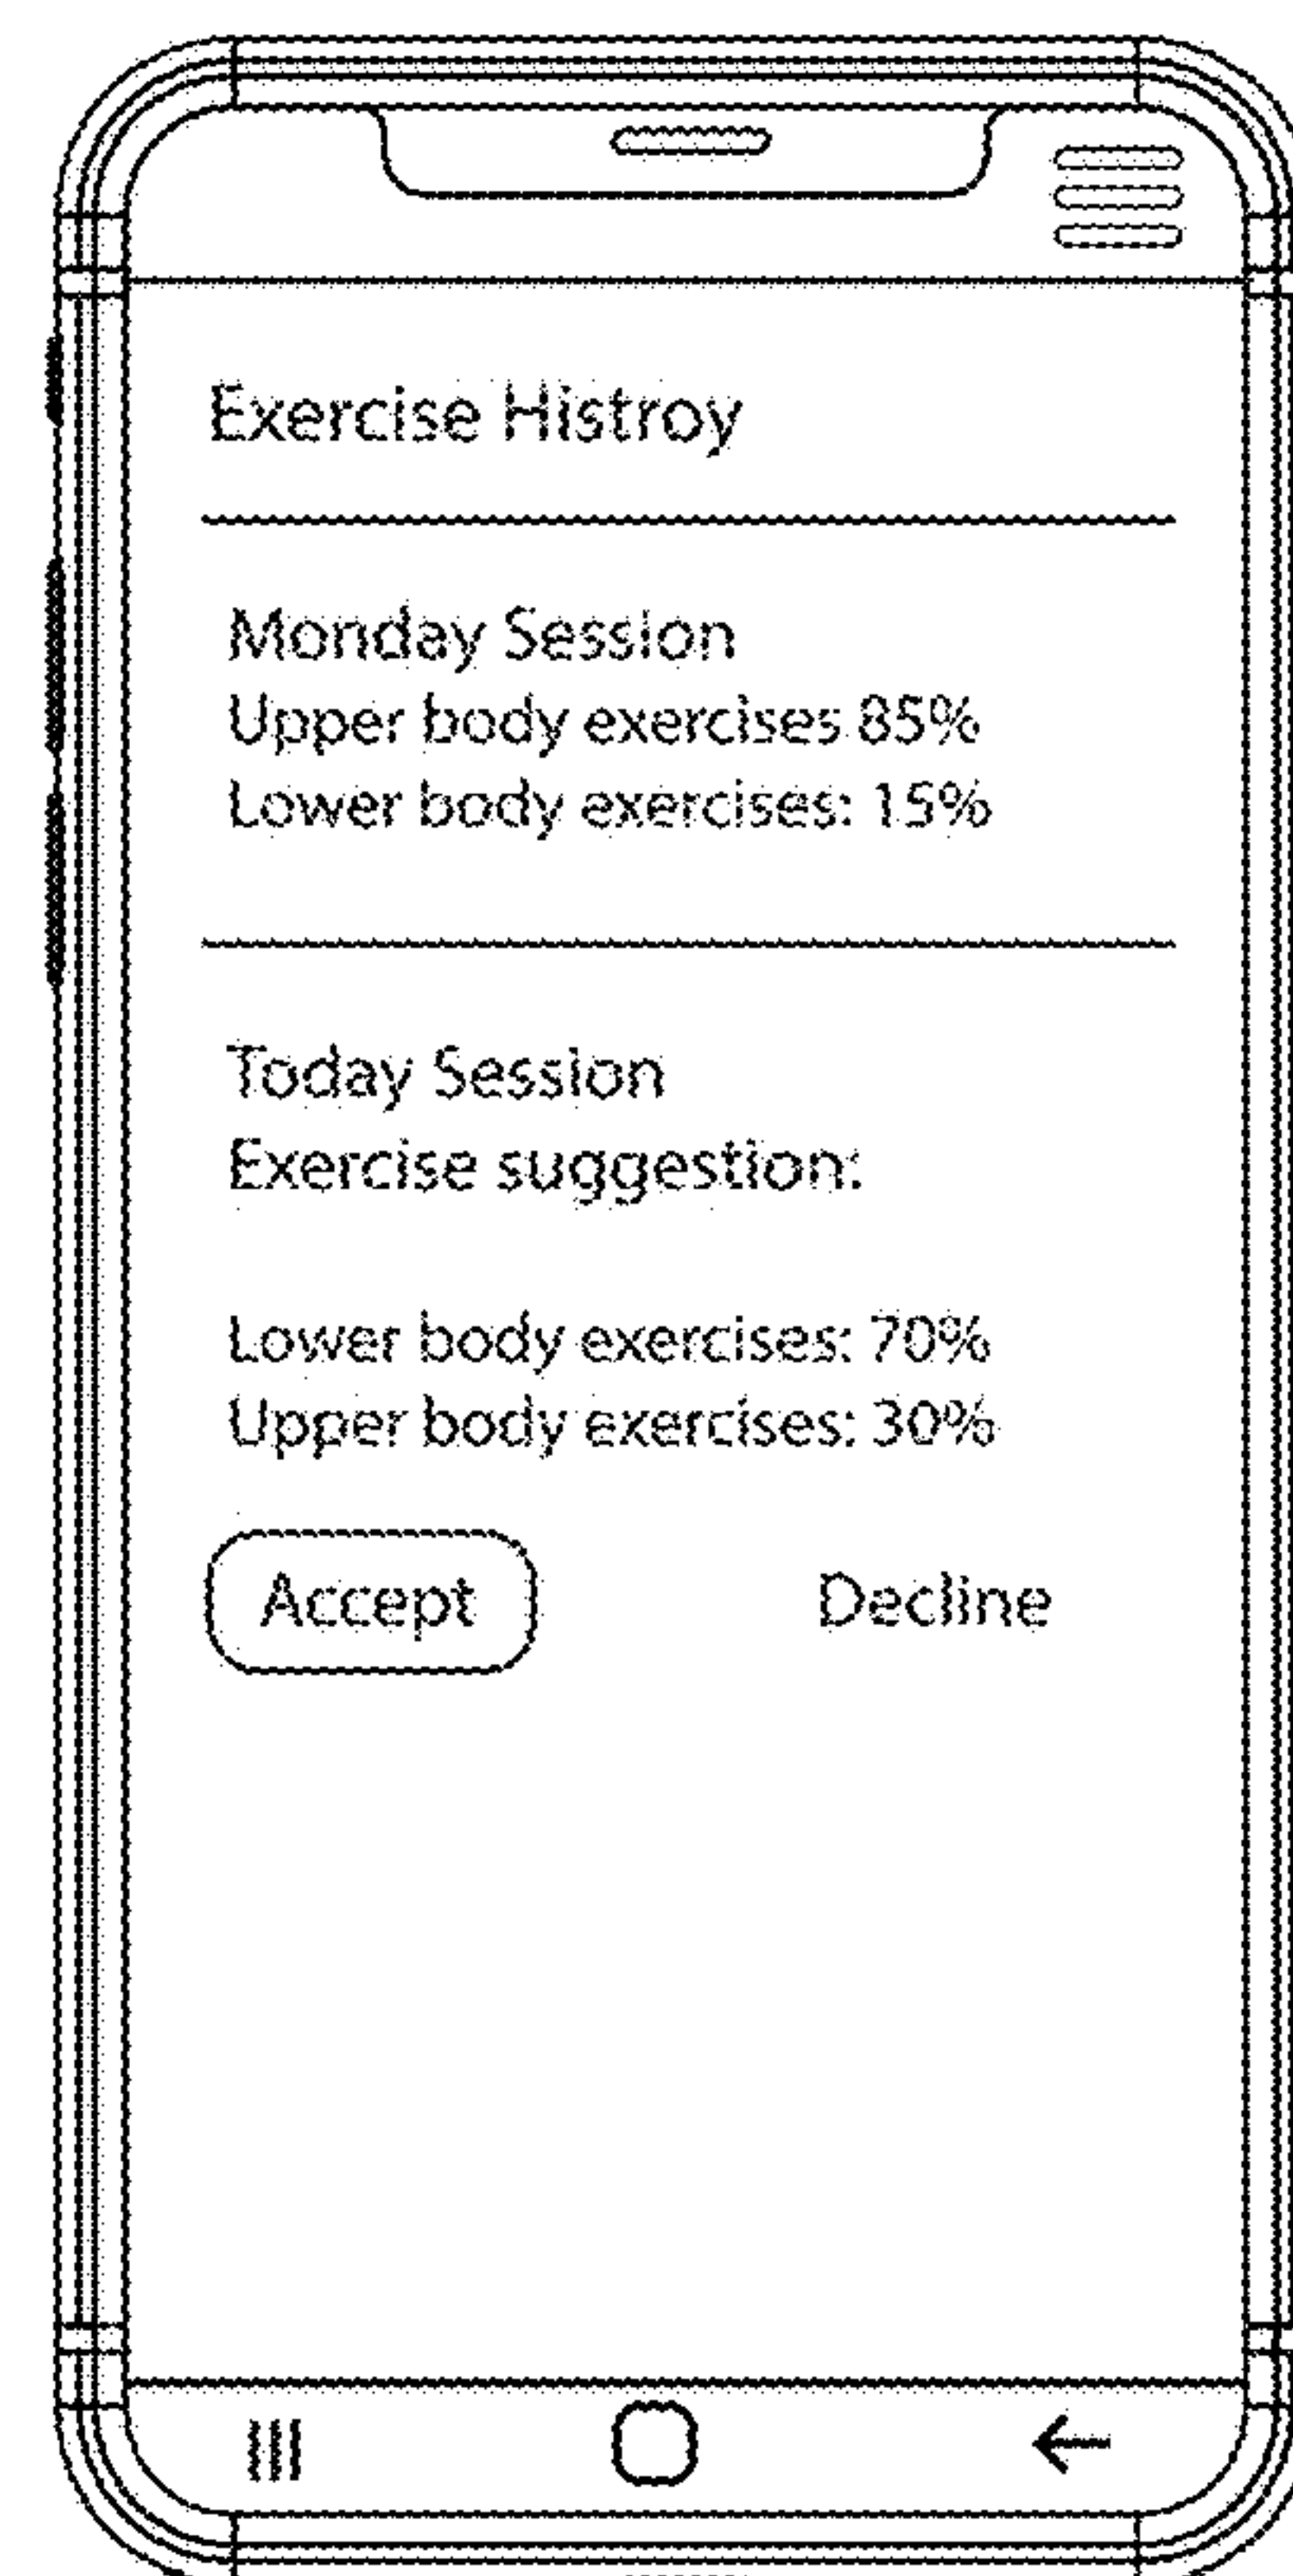 Exercise Histroy
Monday Session
Upper body exercises 85%
Lower body exercises: 15%
Today Session
Exercise suggestion:
Lower body exercises: 70%
Upper body exercises: 30%
Accept
Decline